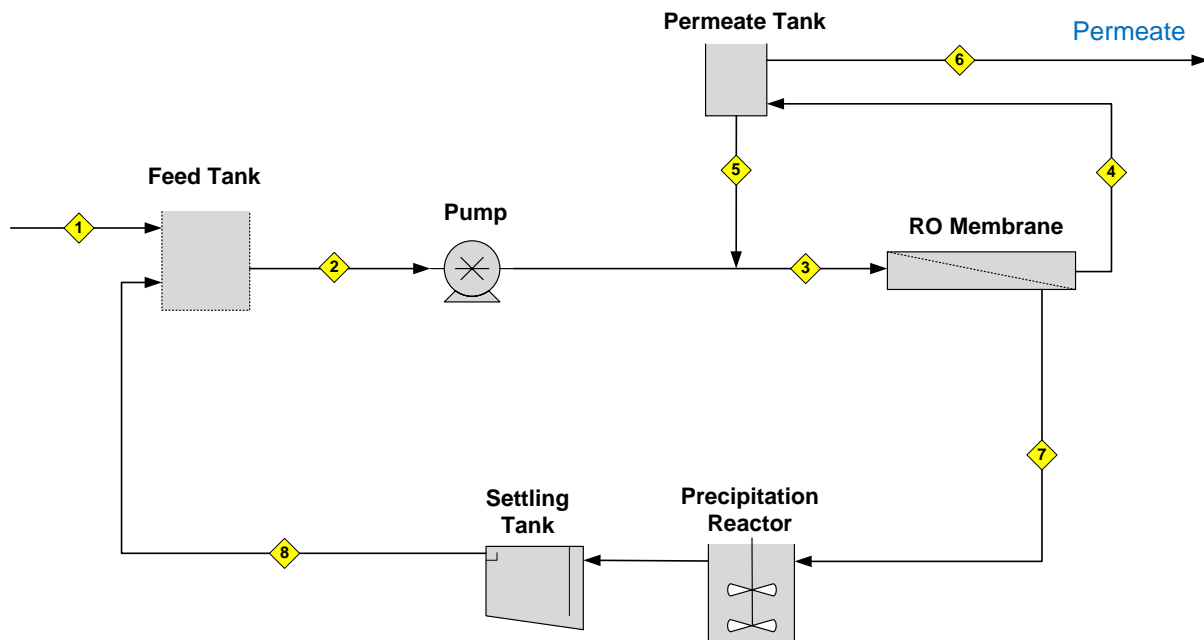 Permeate Tank
Permeate
6
5
4
Feed Tank
Pump
RO Membrane
1
2
3
7
Settling
Tank
Precipitation
Reactor
8